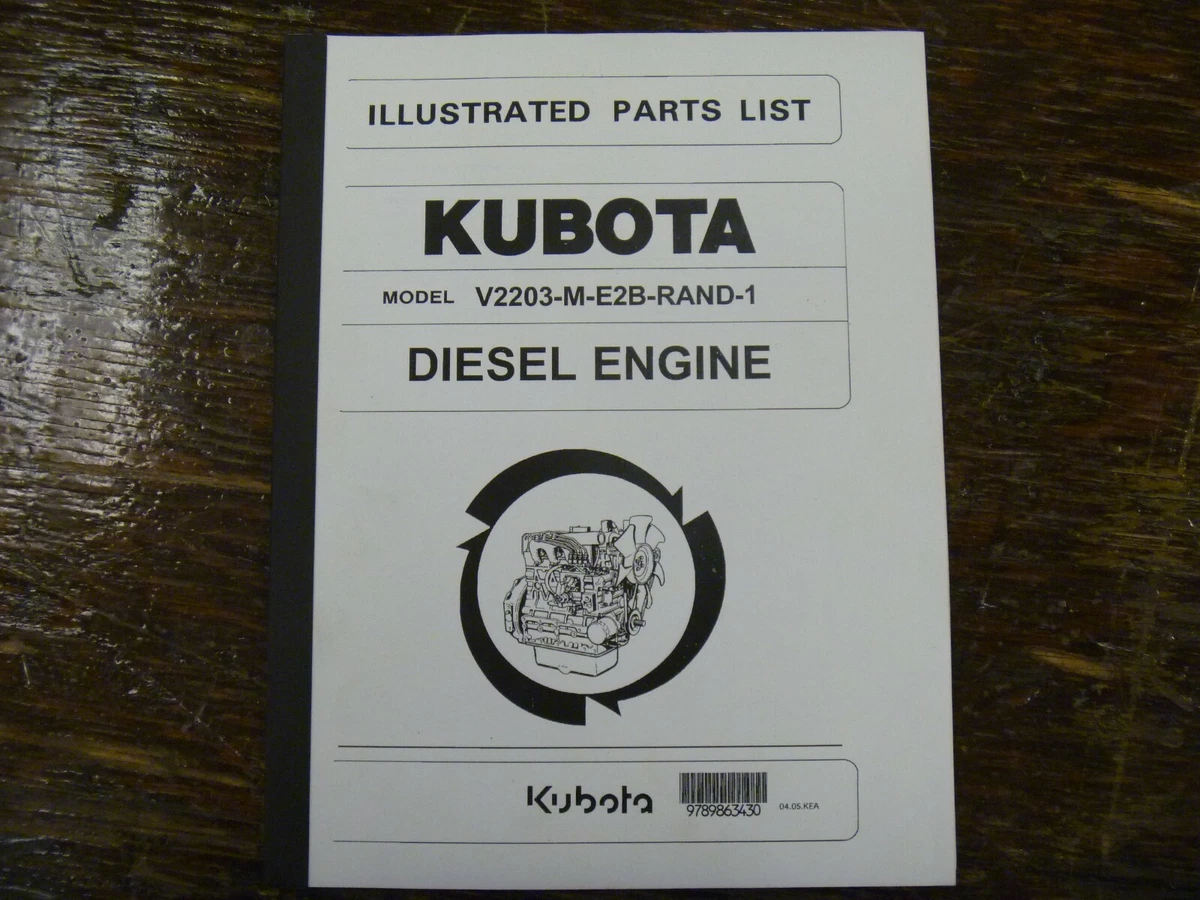 ILLUSTRATED PARTS LIST
KUBOTA
MODEL V2203-M-E2B-RAND-1
DIESEL ENGINE
Kubota
9789863430
04.05.KEA